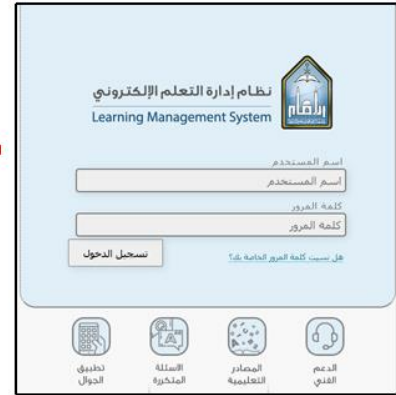 نظام إدارة التعلم الإلكتروني
Learning Management System
اسم المستخدم
اسم المستخدم
كلمة المرور
كلمة المرور
تسجيل الدخول
هل نسيت كلمة المرور الخاصة بك؟
الدعم الفني
المصادر التعليمية
الاسئلة المتكررة
تطبيق الجوال